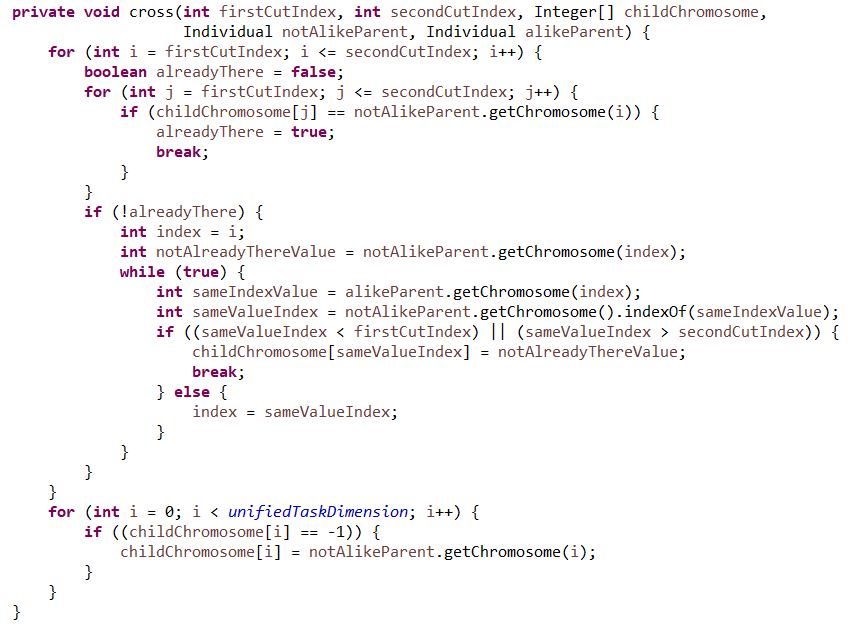 private void cross(int firstCutIndex, int secondCutIndex, Integer[] childChromosome,
                   Individual notAlikeParent, Individual alikeParent) {
    for (int i = firstCutIndex; i <= secondCutIndex; i++) {
        boolean alreadyThere = false;
        for (int j = firstCutIndex; j <= secondCutIndex; j++) {
            if (childChromosome[j] == notAlikeParent.getChromosome(i)) {
                alreadyThere = true;
                break;
            }
        }
        if (!alreadyThere) {
            int index = i;
            int notAlreadyThereValue = notAlikeParent.getChromosome(index);
            while (true) {
                int sameIndexValue = alikeParent.getChromosome(index);
                int sameValueIndex = notAlikeParent.getChromosome().indexOf(sameIndexValue);
                if ((sameValueIndex < firstCutIndex) || (sameValueIndex > secondCutIndex)) {
                    childChromosome[sameValueIndex] = notAlreadyThereValue;
                    break;
                } else {
                    index = sameValueIndex;
                }
            }
        }
    }
    for (int i = 0; i < unifiedTaskDimension; i++) {
        if ((childChromosome[i] == -1)) {
            childChromosome[i] = notAlikeParent.getChromosome(i);
        }
    }
}